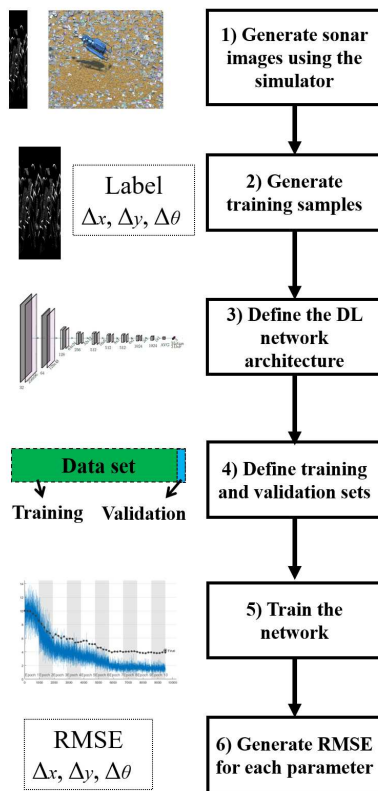 1) Generate sonar
images using the
simulator
Label
Δx, Δy, Δθ
2) Generate
training samples
3) Define the DL
network
architecture
Data set
Training Validation
4) Define training
and validation sets
5) Train the
network
RMSE
Δx, Δy, Δθ
6) Generate RMSE
for each parameter